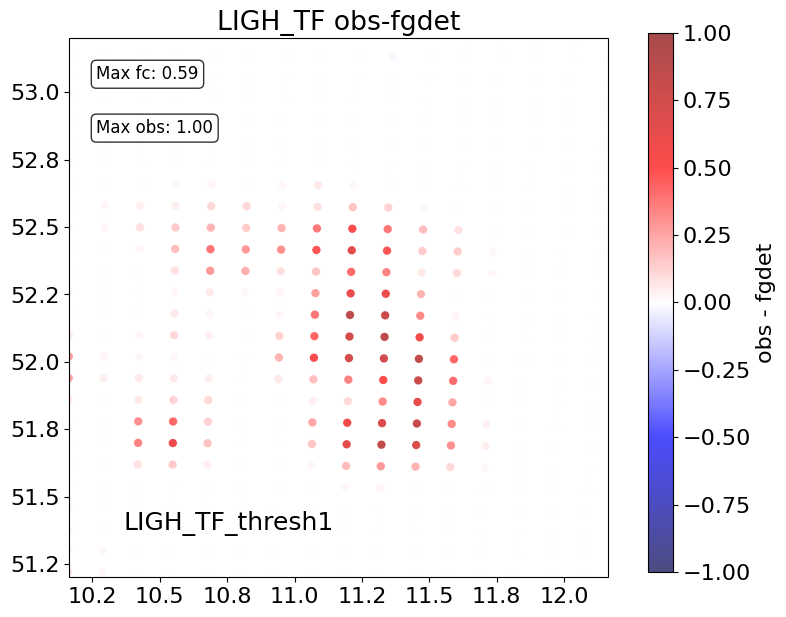 LIGH_TF obs-fgdet
Max fc: 0.59
Max obs: 1.00
LIGH_TF_thresh1
53.0
52.8
52.5
52.2
52.0
51.8
51.5
51.2
10.2 10.5 10.8 11.0 11.2 11.5 11.8 12.0
1.00
0.75
0.50
0.25
0.00
−0.25
−0.50
−0.75
−1.00
obs - fgdet